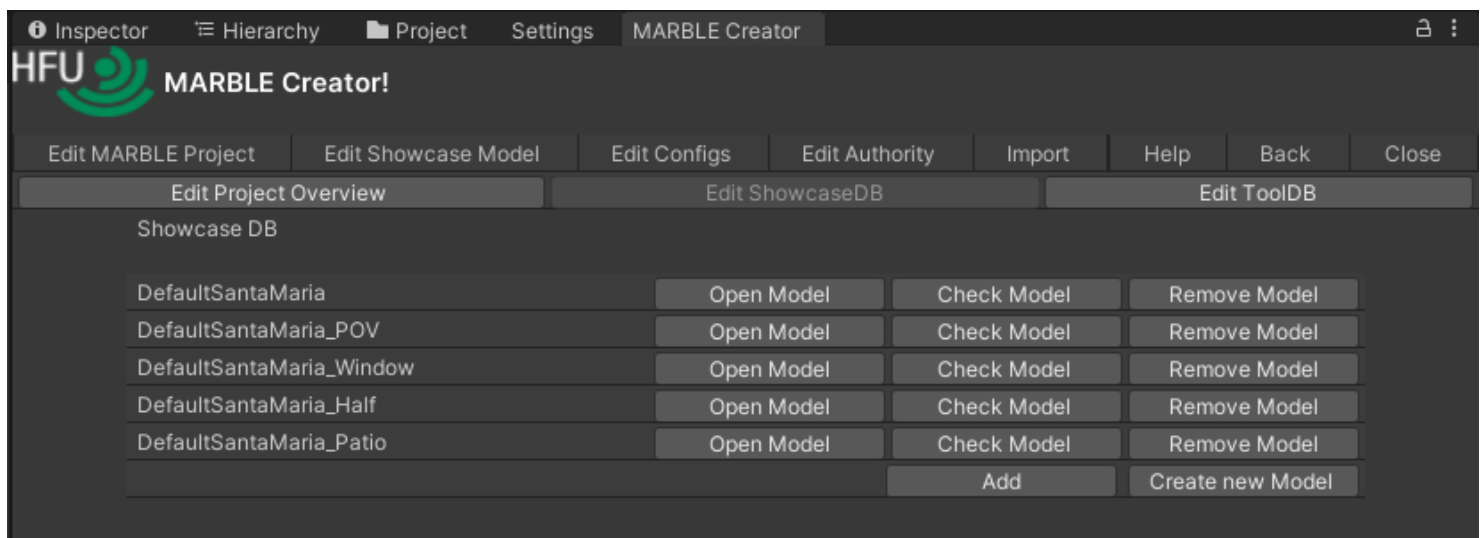 Inspector Hierarchy Project Settings MARBLE Creator
HFU MARBLE Creator!
Edit MARBLE Project Edit Showcase Model Edit Configs Edit Authority Import Help Back Close
Edit Project Overview Edit ShowcaseDB Edit ToolDB
Showcase DB
DefaultSantaMaria Open Model Check Model Remove Model
DefaultSantaMaria_POV Open Model Check Model Remove Model
DefaultSantaMaria_Window Open Model Check Model Remove Model
DefaultSantaMaria_Half Open Model Check Model Remove Model
DefaultSantaMaria_Patio Open Model Check Model Remove Model
Add Create new Model